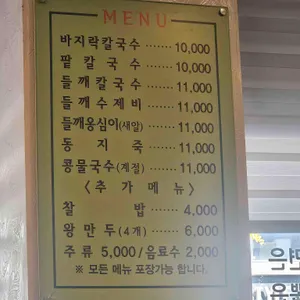 MENU
바지락칼국수 ······· 10,000
팥 칼 국 수 ······· 10,000
들 깨 칼 국 수 ······· 11,000
들 깨 수 제 비 ······· 11,000
들깨옹심이(새알) ······· 11,000
동 지 죽 ······· 11,000
콩물국수(계절) ······· 11,000
〈 추 가 메 뉴 〉
찰 밥 ······· 4,000
왕 만 두 (4개) ······· 6,000
주 류 5,000 / 음료수 2,000
※ 모든 메뉴 포장가능 합니다.